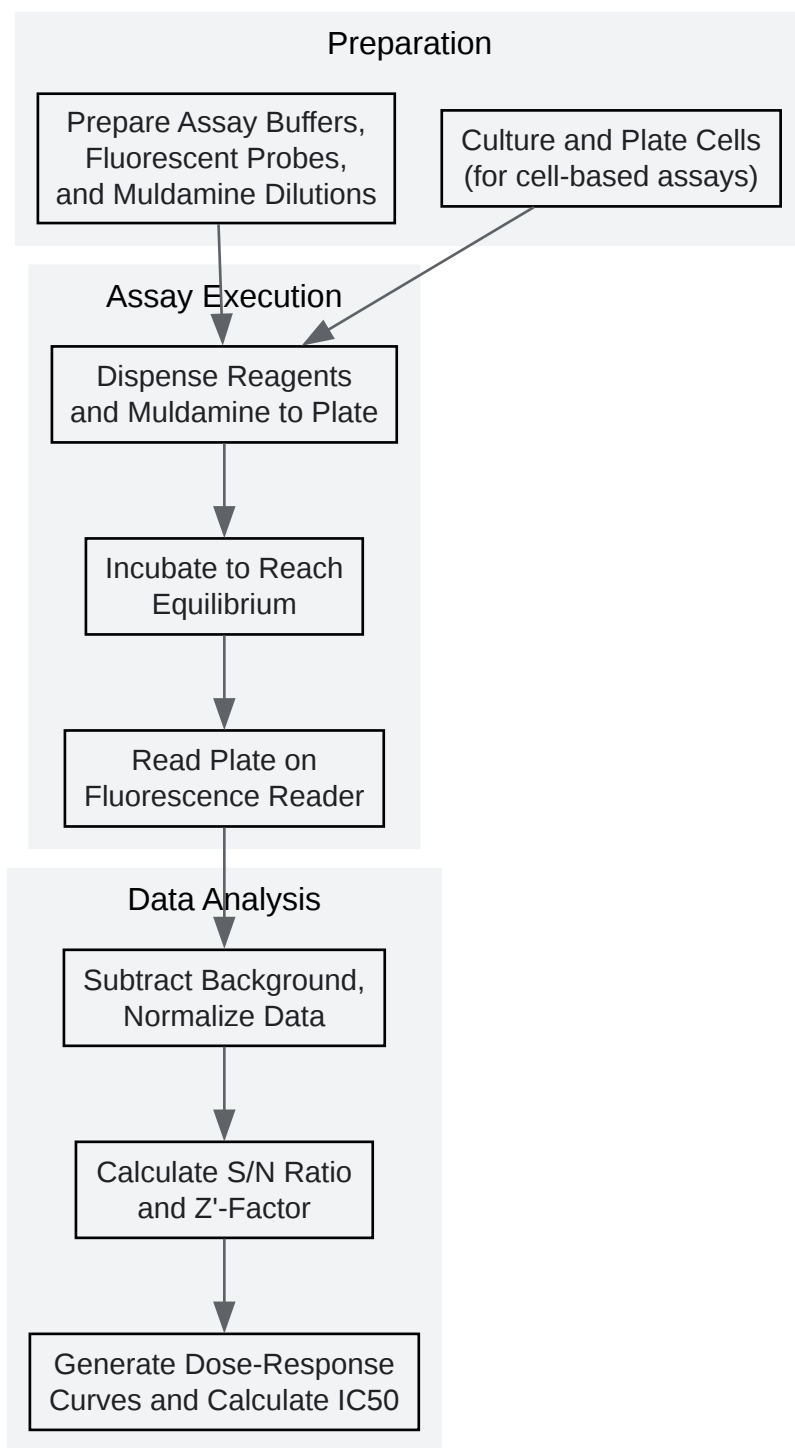 Preparation
Prepare Assay Buffers,
Fluorescent Probes,
and Muldamine Dilutions
Culture and Plate Cells
(for cell-based assays)
Assay Execution
Dispense Reagents
and Muldamine to Plate
Incubate to Reach
Equilibrium
Read Plate on
Fluorescence Reader
Data Analysis
Subtract Background,
Normalize Data
Calculate S/N Ratio
and Z'-Factor
Generate Dose-Response
Curves and Calculate IC50